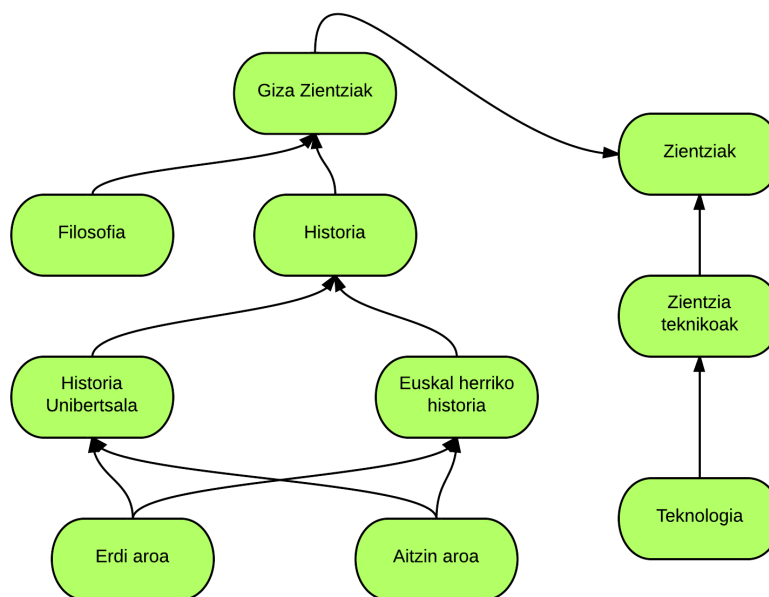 Giza Zientziak
Zientziak
Filosofia
Historia
Zientzia
teknikoak
Historia
Unibertsala
Euskal herriko
historia
Teknologia
Erdi aroa
Aitzin aroa